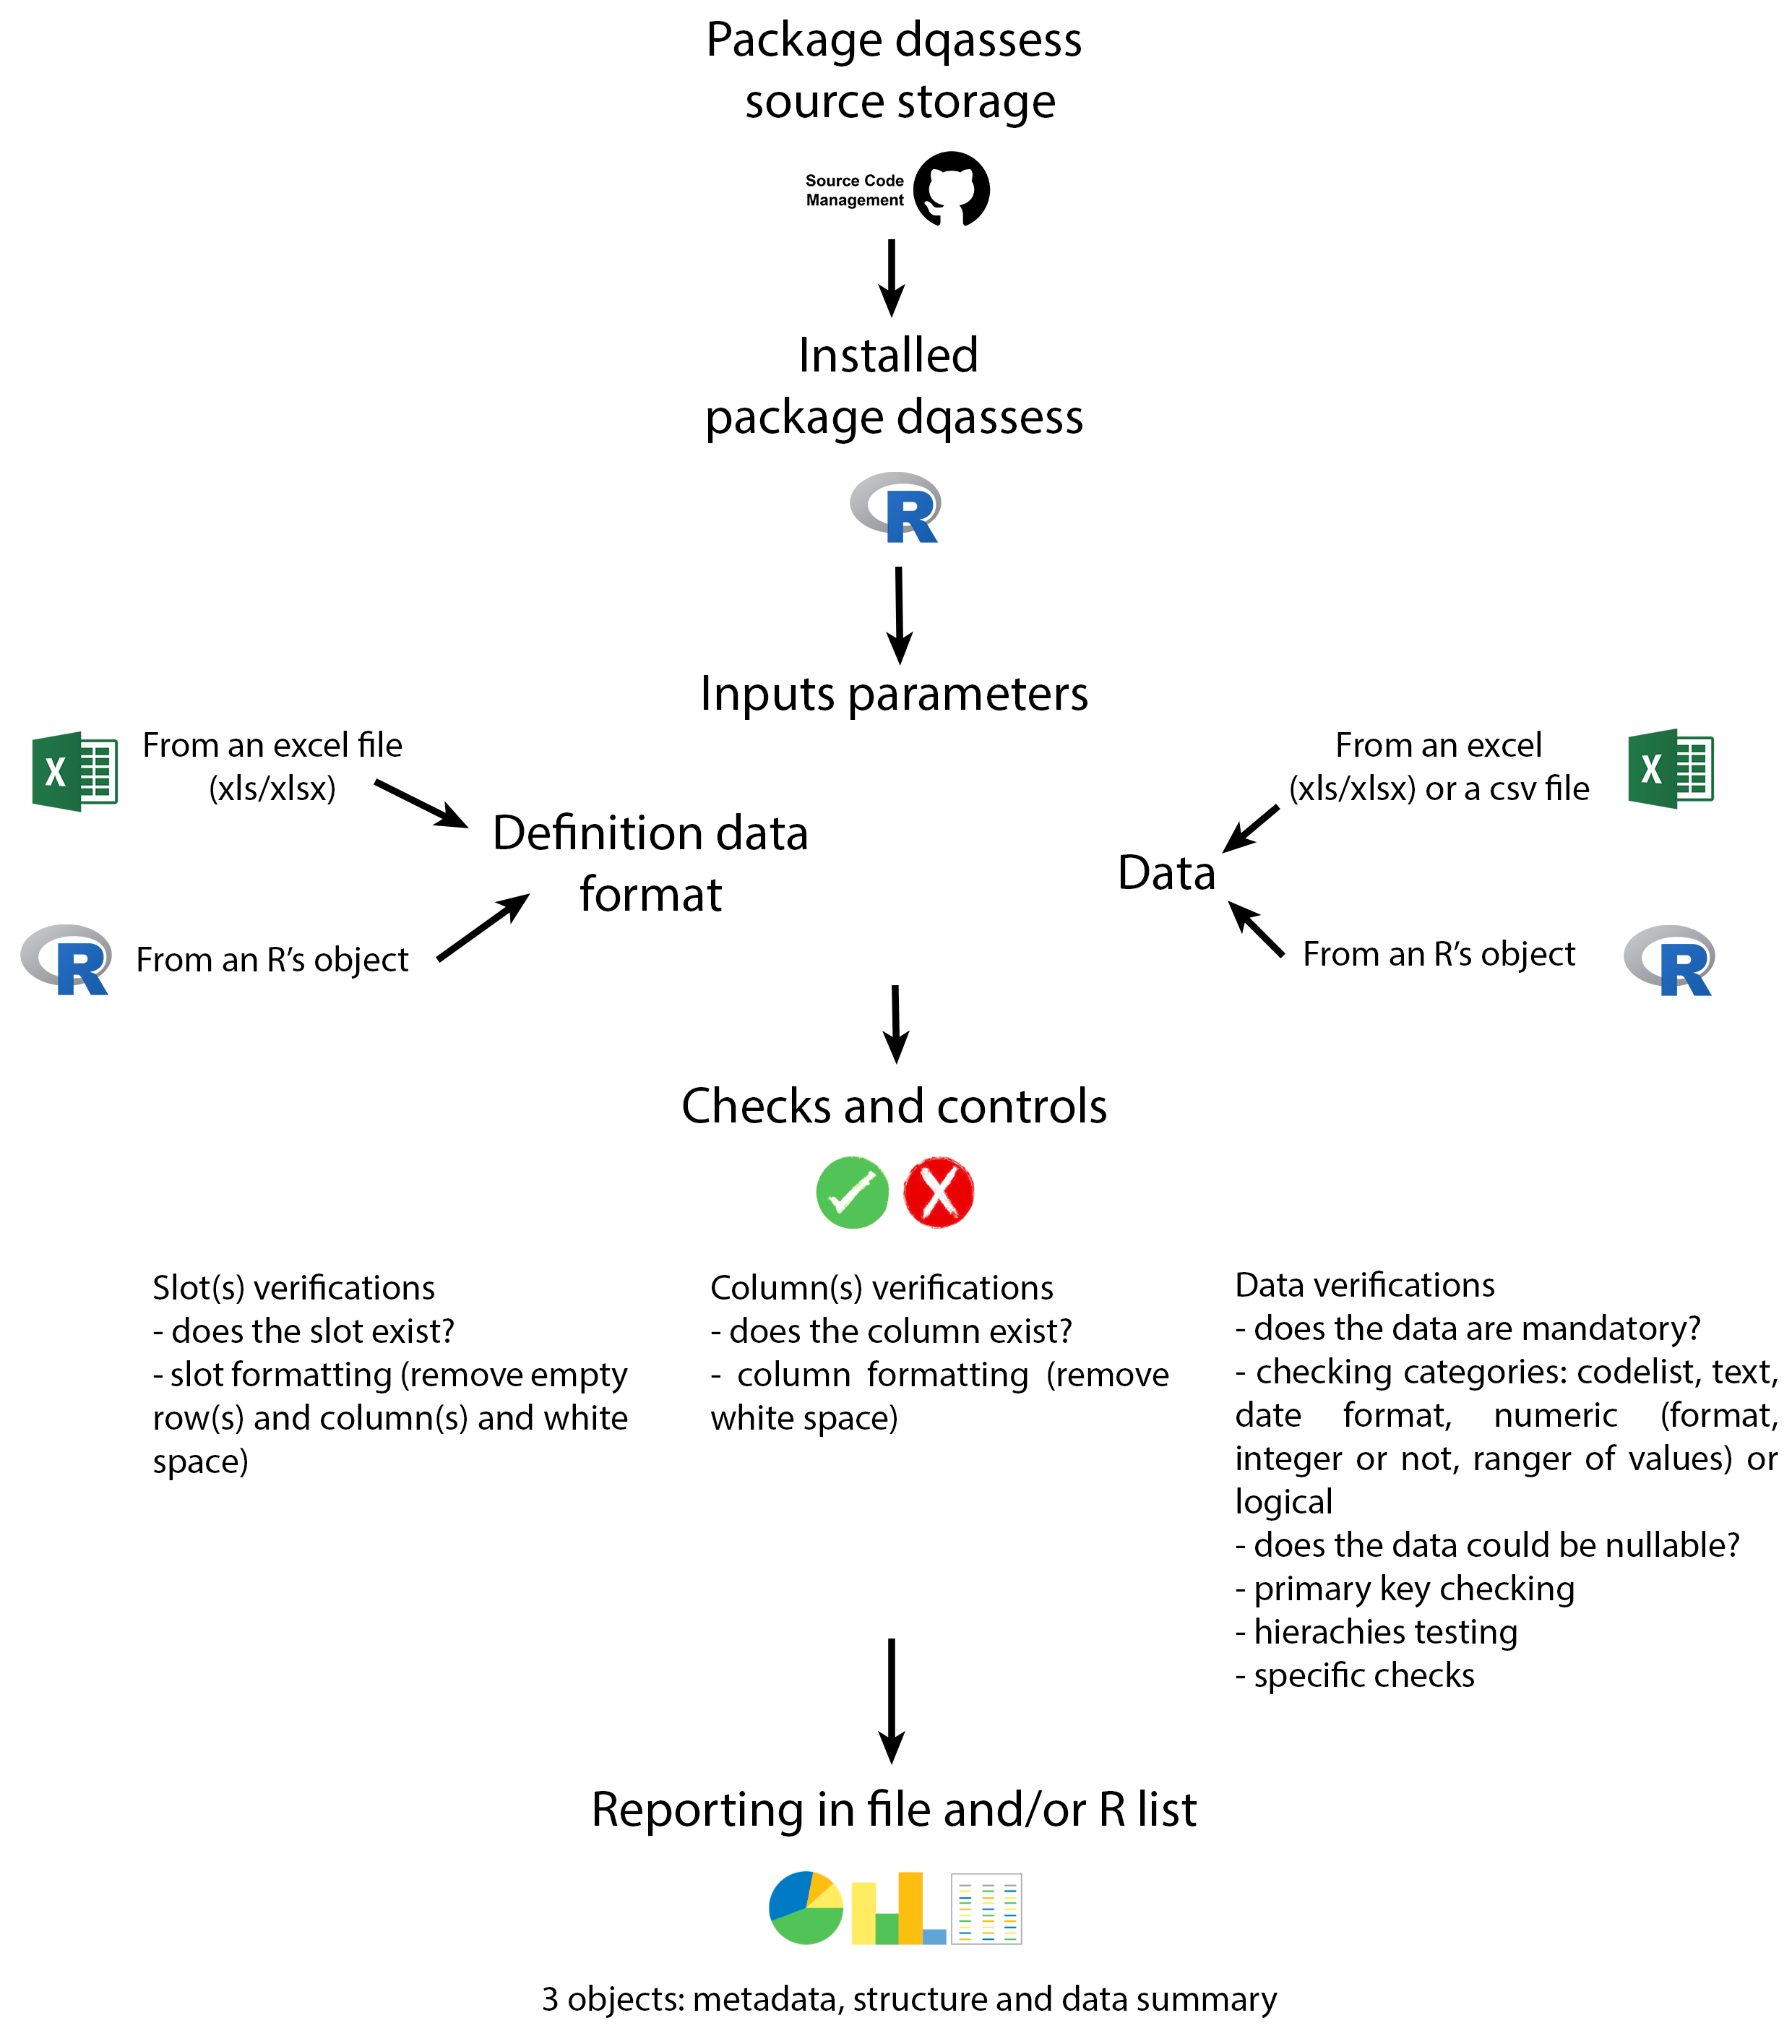 Package dqassess
source storage
Source Code
Management
Installed
package dqassess
R
Inputs parameters
X
From an excel file
(xls/xlsx)
From an excel
(xls/xlsx) or a csv file
X
Definition data
format
Data
R
From an R's object
From an R's object
R
Checks and controls
Slot(s) verifications
- does the slot exist?
- slot formatting (remove empty
row(s) and column(s) and white
space)
Column(s) verifications
- does the column exist?
- column formatting (remove
white space)
Data verifications
- does the data are mandatory?
- checking categories: codelist, text,
date format, numeric (format,
integer or not, ranger of values) or
logical
- does the data could be nullable?
- primary key checking
- hierachies testing
- specific checks
Reporting in file and/or R list
3 objects: metadata, structure and data summary